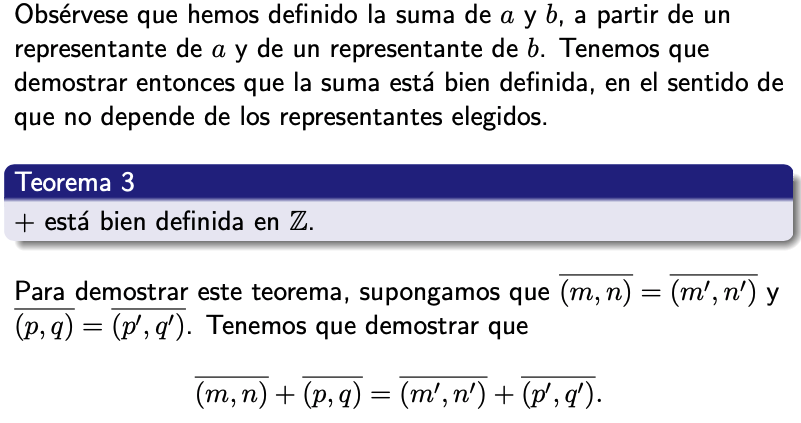 Obsérvese que hemos definido la suma de a y b, a partir de un
representante de a y de un representante de b. Tenemos que
demostrar entonces que la suma está bien definida, en el sentido de
que no depende de los representantes elegidos.
Teorema 3
+ está bien definida en ℤ.
Para demostrar este teorema, supongamos que $\overline{(m, n)} = \overline{(m', n')}$ y
$\overline{(p, q)} = \overline{(p', q')}$. Tenemos que demostrar que
$\overline{(m, n)} + \overline{(p, q)} = \overline{(m', n')} + \overline{(p', q')}.$